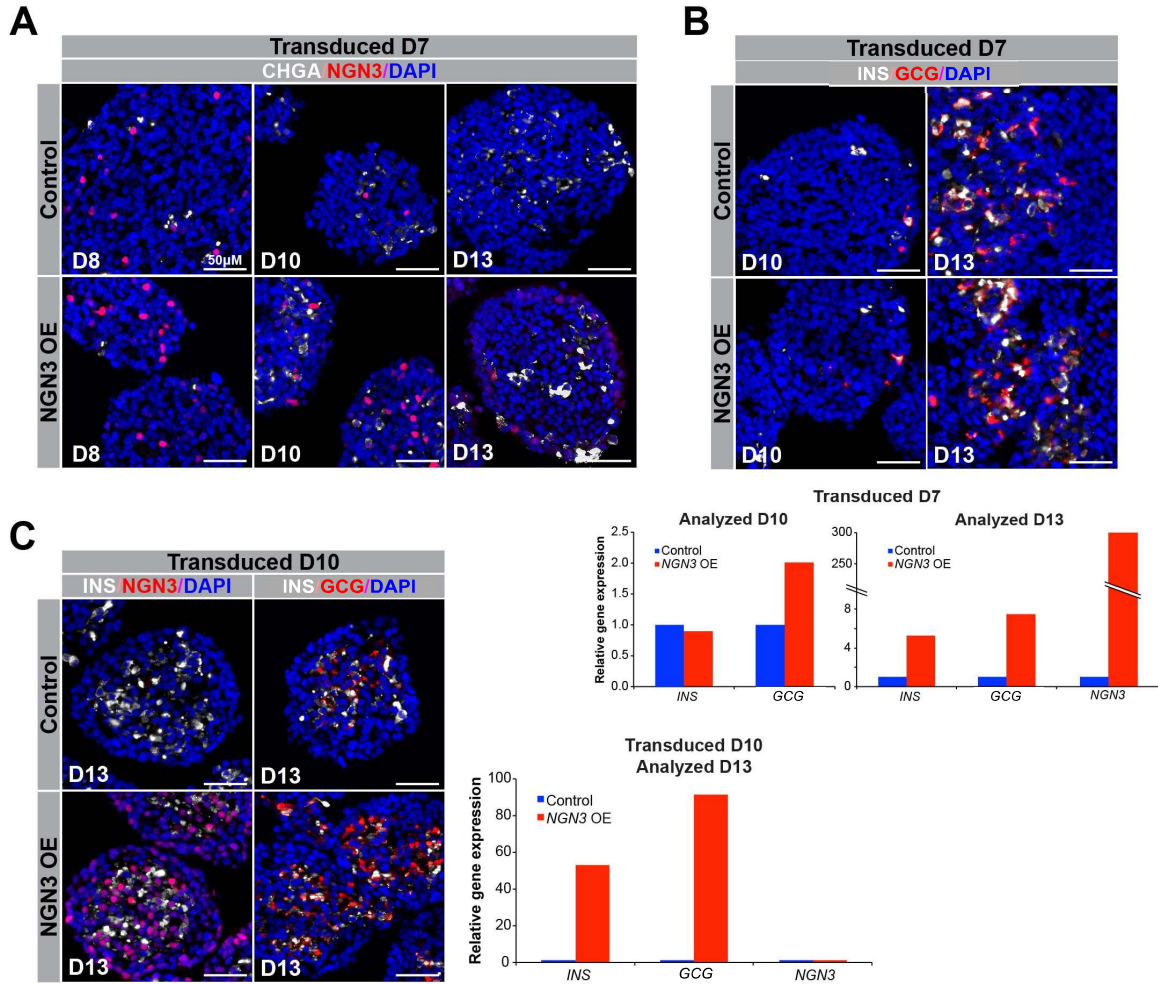 A
Transduced D7
CHGA/NGN3/DAPI
Control
D8
50μM
D10
D13
NGN3 OE
D8
D10
D13
B
Transduced D7
INS/GCG/DAPI
Control
D10
D13
NGN3 OE
D10
D13
Transduced D7
Analyzed D10
Relative gene expression
2.5
2.0
1.5
1.0
0.5
0.0
Control
NGN3 OE
INS GCG
Analyzed D13
300
250
8
4
0
Control
NGN3 OE
INS GCG NGN3
C
Transduced D10
INS/NGN3/DAPI
INS/GCG/DAPI
Control
D13
D13
NGN3 OE
D13
D13
Transduced D10
Analyzed D13
Relative gene expression
100
80
60
40
20
0
Control
NGN3 OE
INS GCG NGN3